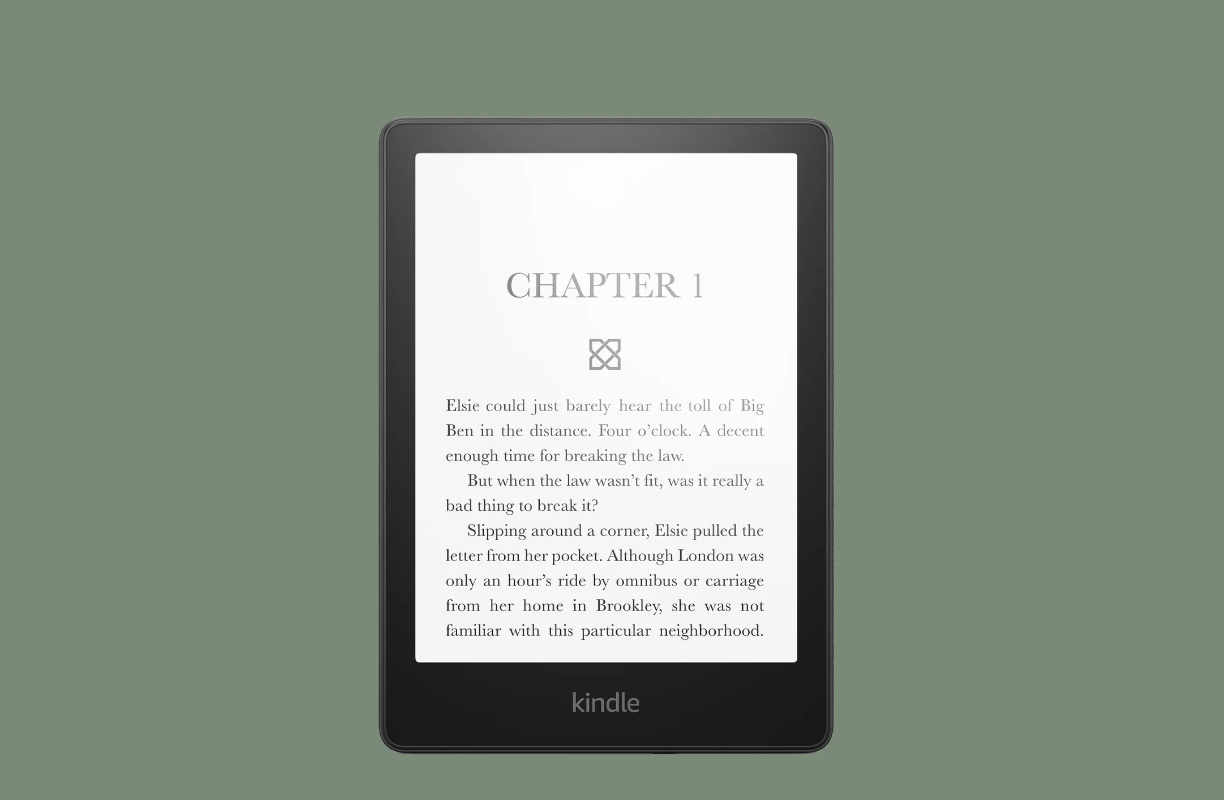 CHAPTER 1
Elsie could just barely hear the toll of Big
Ben in the distance. Four o’clock. A decent
enough time for breaking the law.
But when the law wasn’t fit, was it really a
bad thing to break it?
Slipping around a corner, Elsie pulled the
letter from her pocket. Although London was
only an hour’s ride by omnibus or carriage
from her home in Brookley, she was not
familiar with this particular neighborhood.
kindle